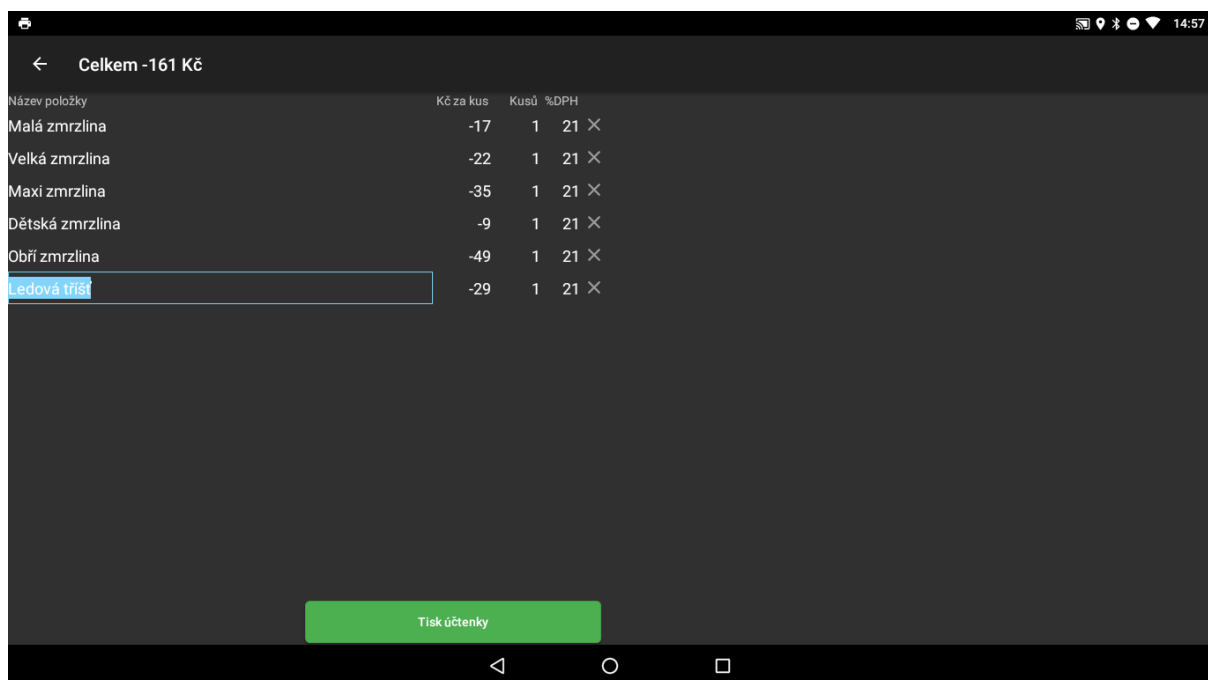 14:57
Celkem -161 Kč
Název položky Kč za kus Kusů %DPH
Malá zmrzlina -17 1 21
Velká zmrzlina -22 1 21
Maxi zmrzlina -35 1 21
Dětská zmrzlina -9 1 21
Obří zmrzlina -49 1 21
Ledová tříšť -29 1 21
Tisk účtenky